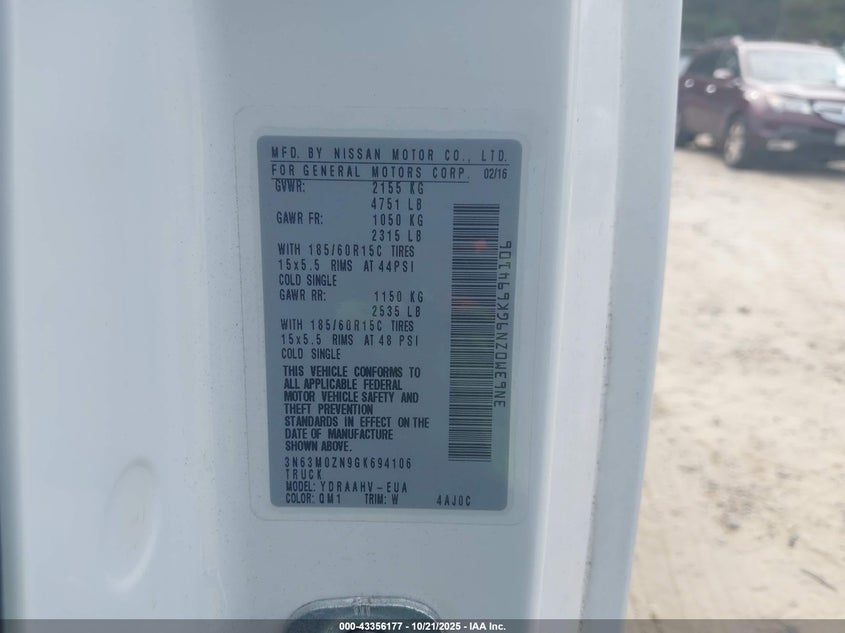 MFD. BY NISSAN MOTOR CO., LTD.
FOR GENERAL MOTORS CORP. 02/16
GVWR: 2155 KG
4751 LB
GAWR FR: 1050 KG
2315 LB
WITH 185/60R15C TIRES
15x5.5 RIMS AT 44PSI
COLD SINGLE
GAWR RR: 1150 KG
2535 LB
WITH 185/60R15C TIRES
15x5.5 RIMS AT 48 PSI
COLD SINGLE
THIS VEHICLE CONFORMS TO
ALL APPLICABLE FEDERAL
MOTOR VEHICLE SAFETY AND
THEFT PREVENTION
STANDARDS IN EFFECT ON THE
DATE OF MANUFACTURE
SHOWN ABOVE.
3N63M0ZN9GK694106
TRUCK
MODEL: YDRAAHV-EUA
COLOR: QM1 TRIM: W 4AJ0C
3N63M0ZN9GK694106
000-43356177 - 10/21/2025 - IAA Inc.